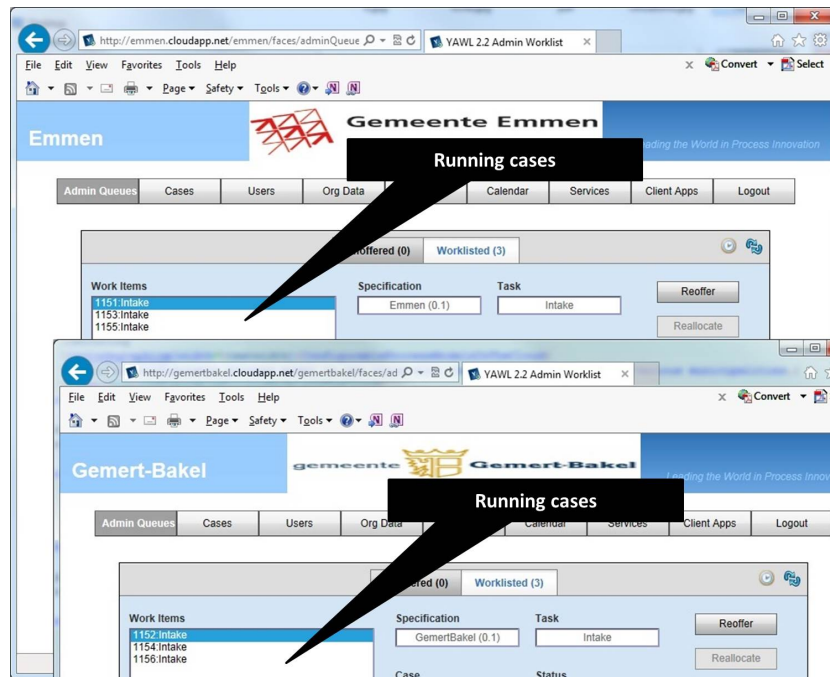 http://emmen.cloudapp.net/emmen/faces/adminQueue
YAWL 2.2 Admin Worklist
File Edit View Favorites Tools Help
Convert Select
Page Safety Tools
Emmen
Gemeente Emmen
Leading the World in Process Innovation
Running cases
Admin Queues Cases Users Org Data Calendar Services Client Apps Logout
Unoffered (0) Worklisted (3)
Work Items Specification Task
1151:Intake
1153:Intake
1155:Intake
Emmen (0.1) Intake
Reoffer
Reallocate
http://gemertbakel.cloudapp.net/gemertbakel/faces/ad
YAWL 2.2 Admin Worklist
File Edit View Favorites Tools Help
Convert
Page Safety Tools
Gemert-Bakel
gemeente Gemert-Bakel
Leading the World in Process Innov
Running cases
Admin Queues Cases Users Org Data Calendar Services Client Apps Logout
ered (0) Worklisted (3)
Work Items Specification Task
1152:Intake
1154:Intake
1156:Intake
GemertBakel (0.1) Intake
Reoffer
Reallocate
Case Status